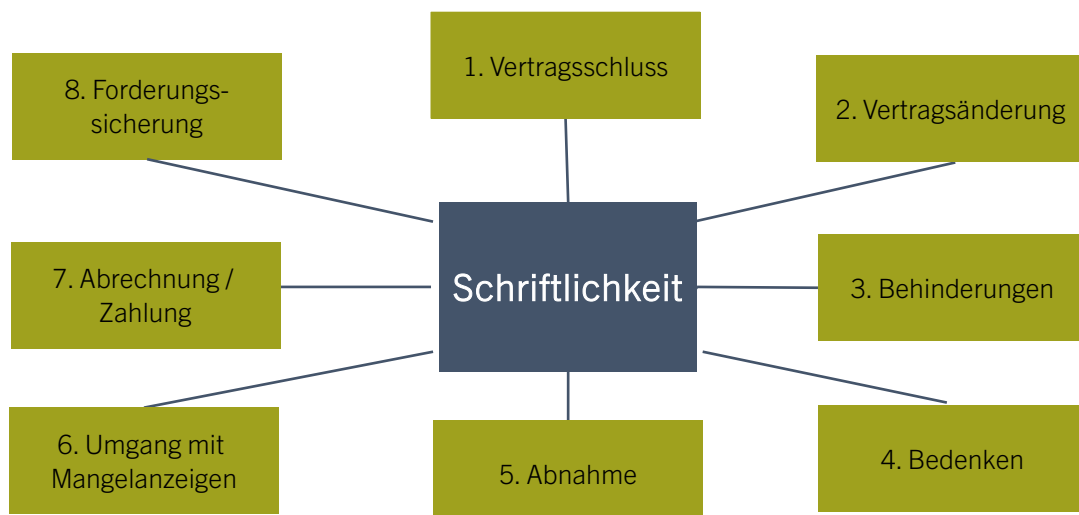 1. Vertragsschluss
2. Vertragsänderung
3. Behinderungen
4. Bedenken
5. Abnahme
6. Umgang mit
Mangelanzeigen
7. Abrechnung /
Zahlung
8. Forderungs-
sicherung
Schriftlichkeit